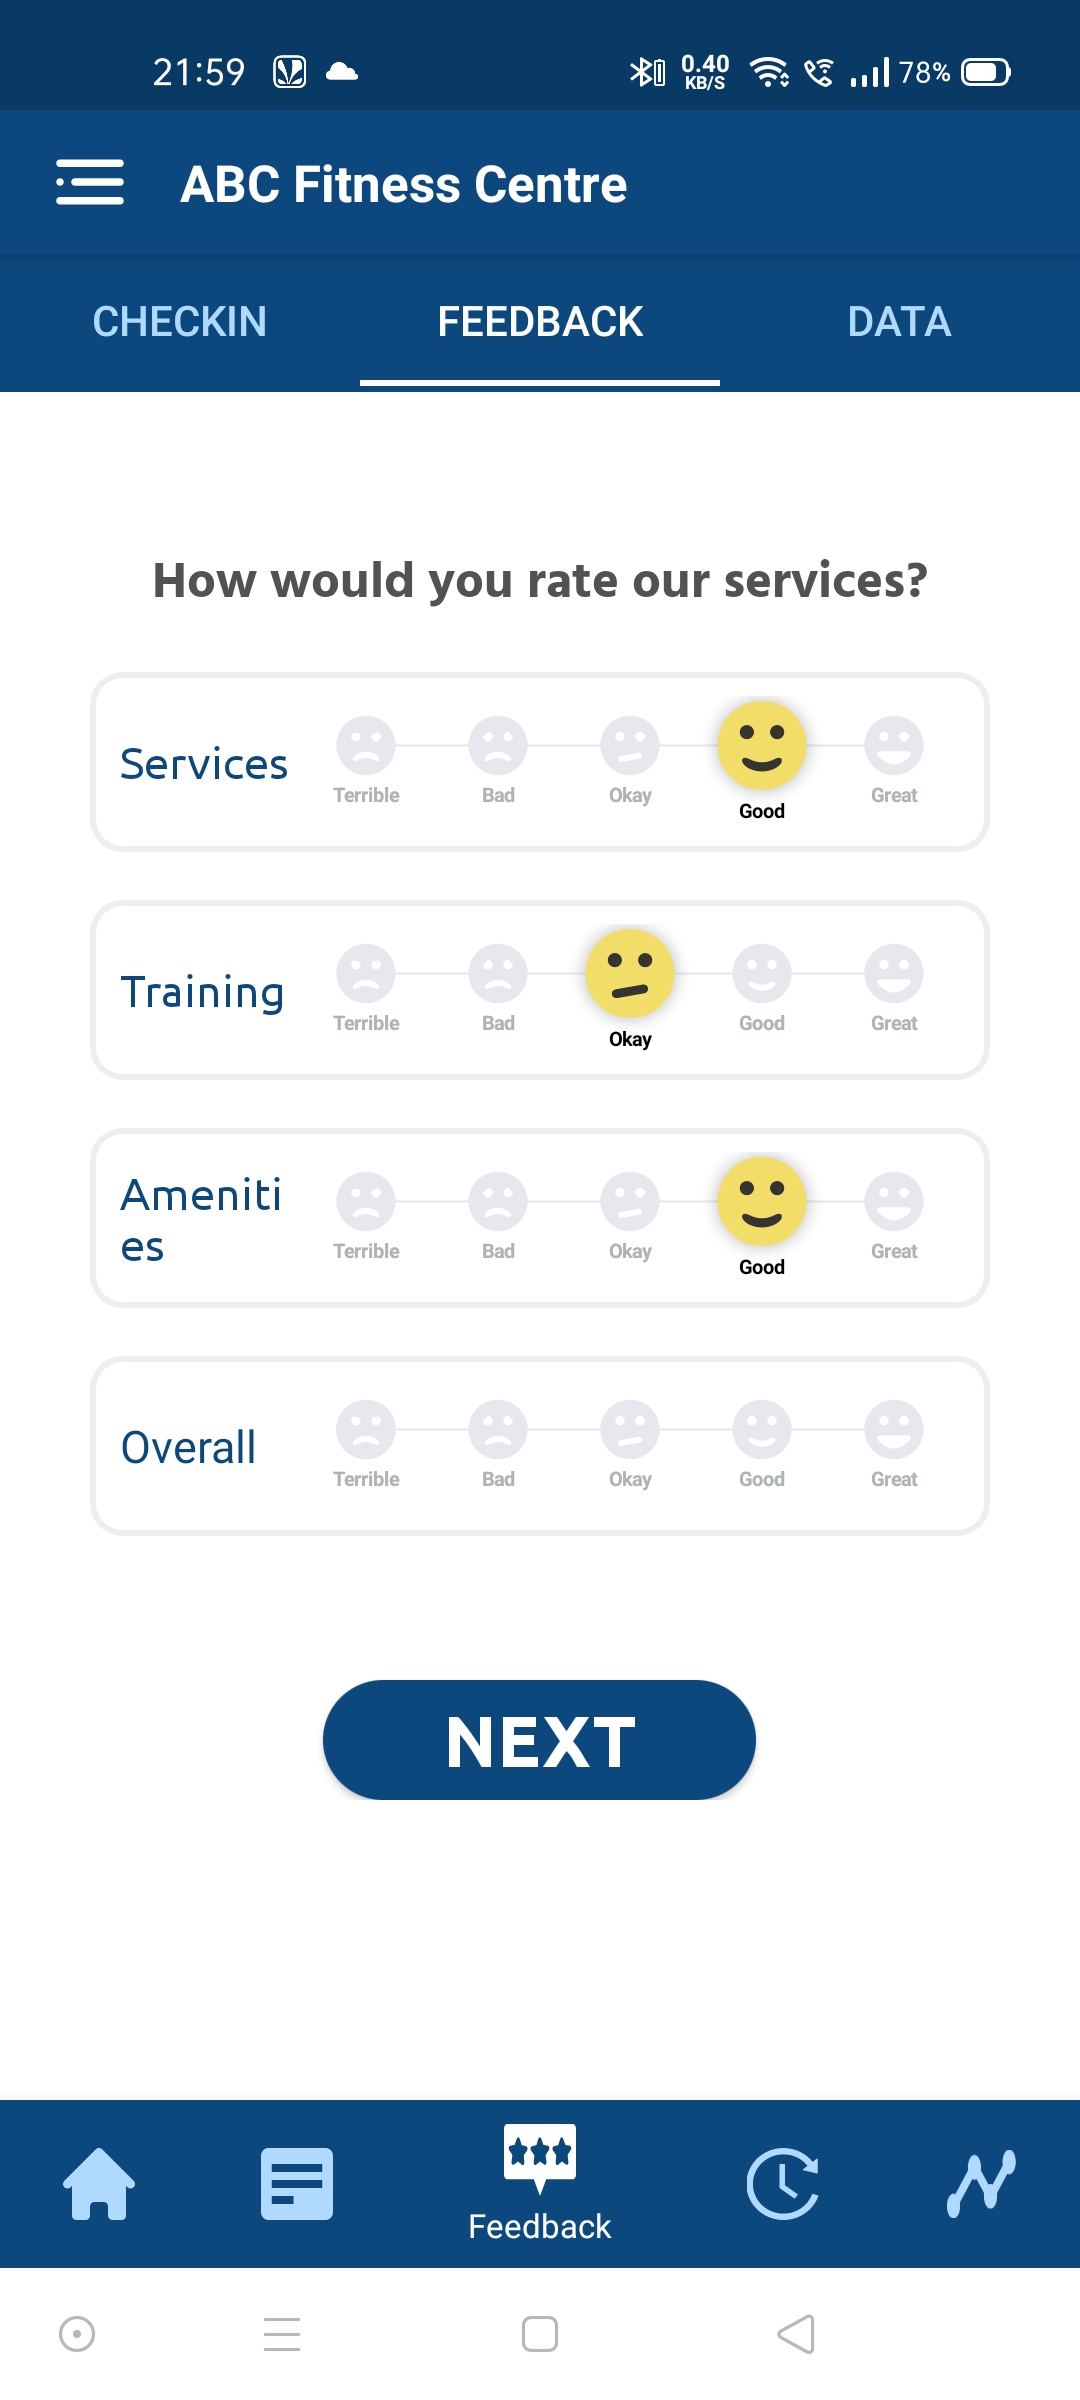 21:59 0.40 KB/S 78%
ABC Fitness Centre
CHECKIN FEEDBACK DATA
How would you rate our services?
Services
Terrible Bad Okay Good Great
Training
Terrible Bad Okay Good Great
Ameniti
es
Terrible Bad Okay Good Great
Overall
Terrible Bad Okay Good Great
NEXT
Feedback